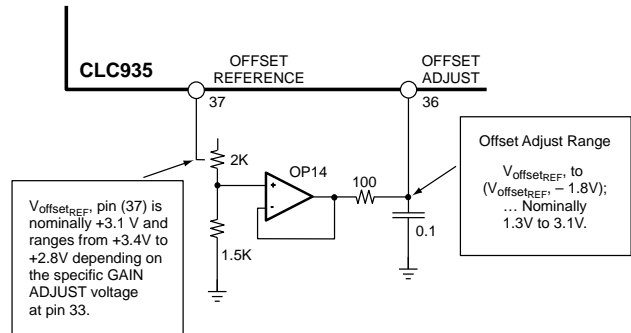 CLC935
OFFSET
REFERENCE
OFFSET
ADJUST
37
36
2K
OP14
+
-
100
1.5K
0.1
Offset Adjust Range
VoffsetREF, to
(VoffsetREF, – 1.8V);
… Nominally
1.3V to 3.1V.
VoffsetREF, pin (37) is
nominally +3.1 V and
ranges from +3.4V to
+2.8V depending on
the specific GAIN
ADJUST voltage
at pin 33.